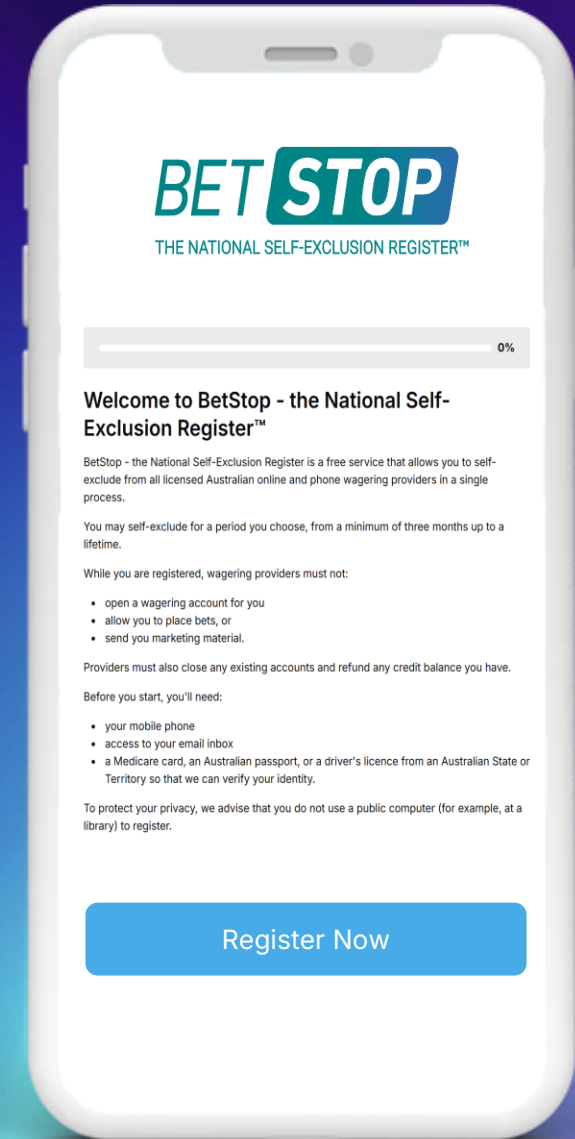 BET STOP
THE NATIONAL SELF-EXCLUSION REGISTER™
0%
Welcome to BetStop - the National Self-
Exclusion Register™
BetStop - the National Self-Exclusion Register is a free service that allows you to self-
exclude from all licensed Australian online and phone wagering providers in a single
process.
You may self-exclude for a period you choose, from a minimum of three months up to a
lifetime.
While you are registered, wagering providers must not:
• open a wagering account for you
• allow you to place bets, or
• send you marketing material.
Providers must also close any existing accounts and refund any credit balance you have.
Before you start, you'll need:
• your mobile phone
• access to your email inbox
• a Medicare card, an Australian passport, or a driver's licence from an Australian State or
Territory so that we can verify your identity.
To protect your privacy, we advise that you do not use a public computer (for example, at a
library) to register.
Register Now